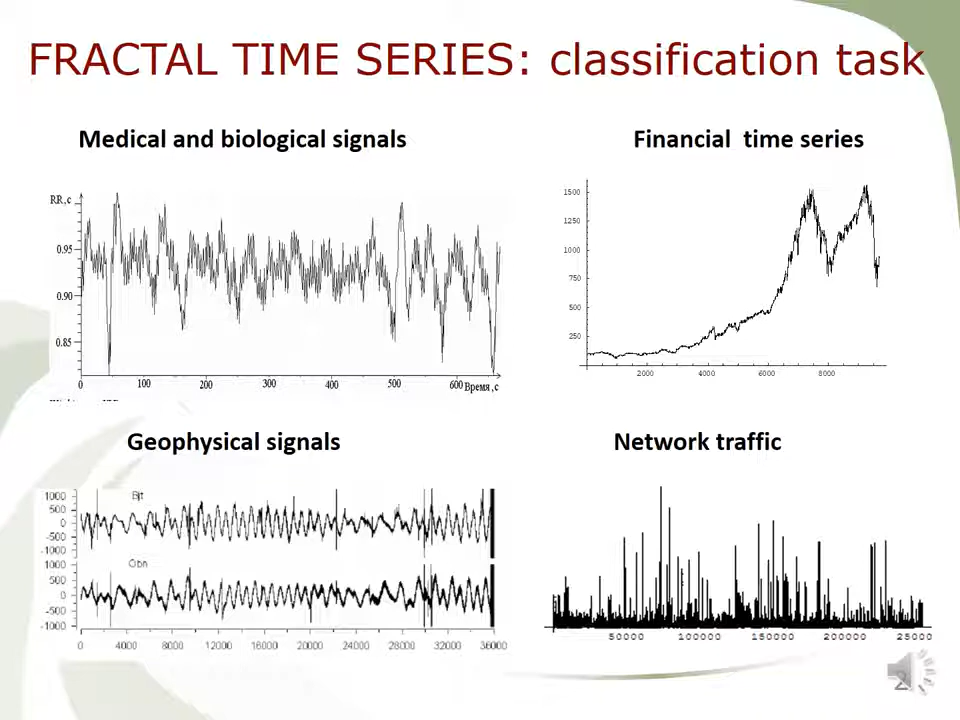 FRACTAL TIME SERIES: classification task
Medical and biological signals
Financial time series
RR,c
0.95
0.90
0.85
0 100 200 300 400 500 600 Время,с
1500
1250
1000
750
500
250
2000 4000 6000 8000
Geophysical signals
Network traffic
1000
500
0
-500
-1000
Bjt
1000
500
0
-500
-1000
Obn
0 4000 8000 12000 16000 20000 24000 28000 32000 36000
50000 100000 150000 200000 25000
2